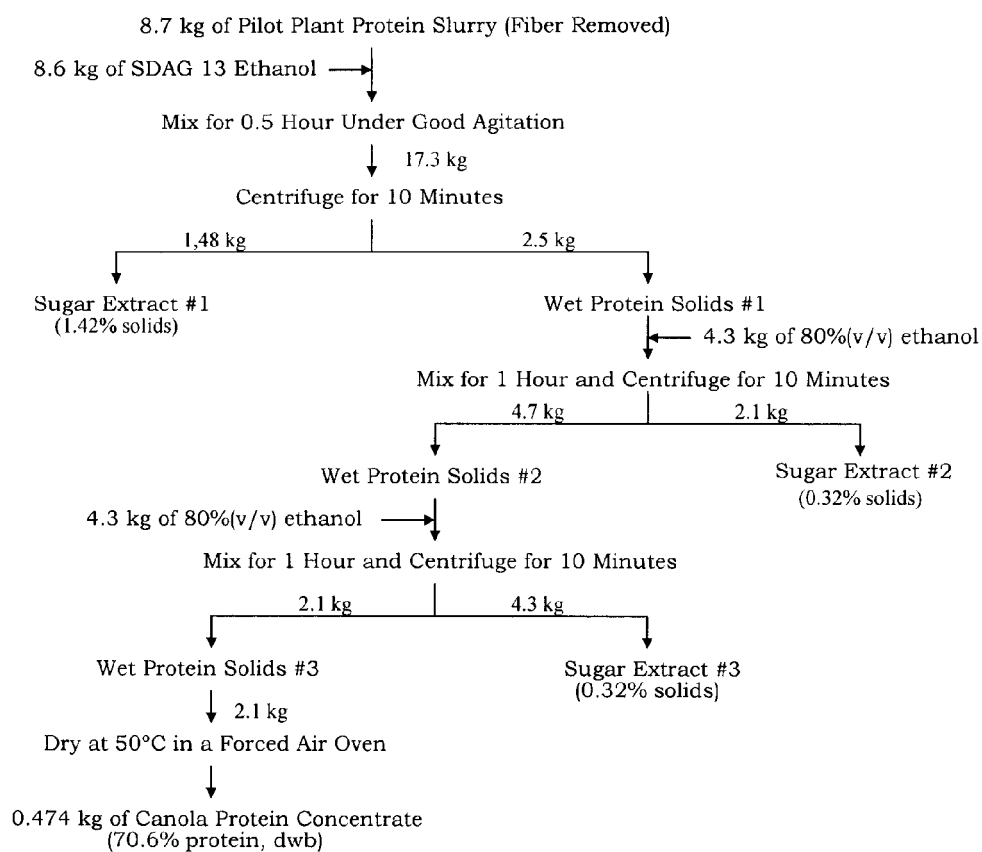 8.7 kg of Pilot Plant Protein Slurry (Fiber Removed)
8.6 kg of SDAG 13 Ethanol
Mix for 0.5 Hour Under Good Agitation
17.3 kg
Centrifuge for 10 Minutes
1,48 kg
2.5 kg
Sugar Extract #1
(1.42% solids)
Wet Protein Solids #1
4.3 kg of 80%(v/v) ethanol
Mix for 1 Hour and Centrifuge for 10 Minutes
4.7 kg
2.1 kg
Wet Protein Solids #2
Sugar Extract #2
(0.32% solids)
4.3 kg of 80%(v/v) ethanol
Mix for 1 Hour and Centrifuge for 10 Minutes
2.1 kg
4.3 kg
Wet Protein Solids #3
Sugar Extract #3
(0.32% solids)
2.1 kg
Dry at 50°C in a Forced Air Oven
0.474 kg of Canola Protein Concentrate
(70.6% protein, dwb)